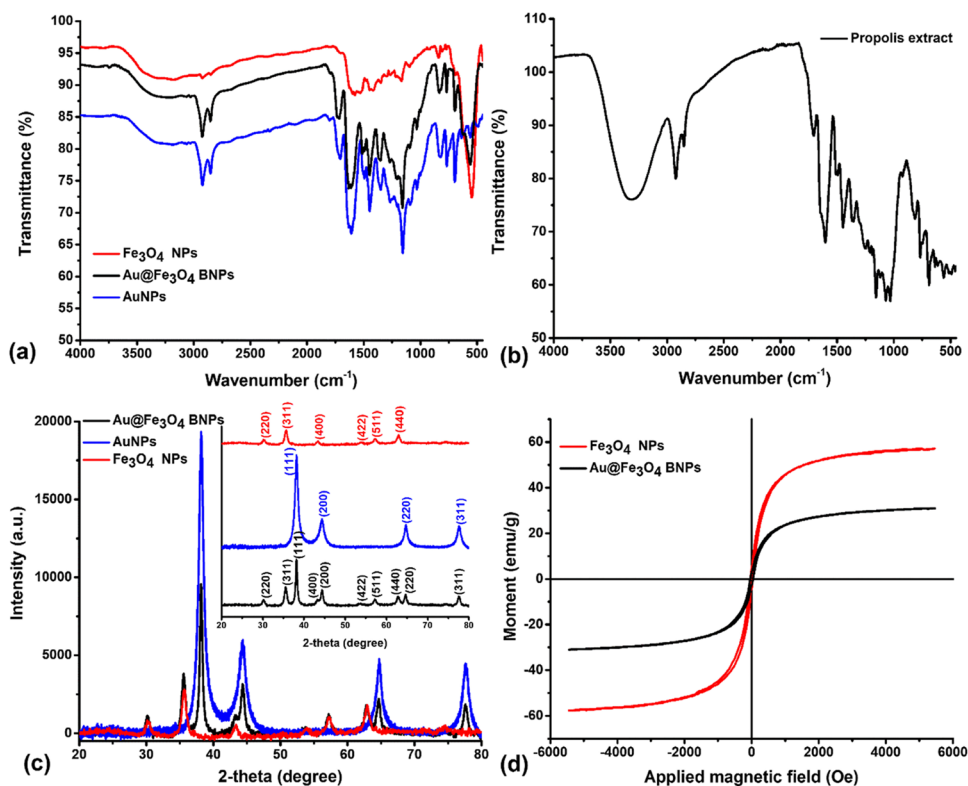 (a)
100
95
90
85
80
75
70
65
60
55
50
Transmittance (%)
Fe₃O₄ NPs
Au@Fe₃O₄ BNPs
AuNPs
4000 3500 3000 2500 2000 1500 1000 500
Wavenumber (cm⁻¹)
(b)
110
100
90
80
70
60
50
Transmittance (%)
Propolis extract
4000 3500 3000 2500 2000 1500 1000 500
Wavenumber (cm⁻¹)
(c)
20000
15000
10000
5000
0
Intensity (a.u.)
Au@Fe₃O₄ BNPs
AuNPs
Fe₃O₄ NPs
(220) (311) (400) (422) (511) (440)
(111) (200) (220) (311)
(220) (311) (111) (400) (200) (422) (511) (440) (220) (311)
20 30 40 50 60 70 80
2-theta (degree)
20 30 40 50 60 70 80
2-theta (degree)
(d)
60
40
20
0
-20
-40
-60
Moment (emu/g)
Fe₃O₄ NPs
Au@Fe₃O₄ BNPs
-6000 -4000 -2000 0 2000 4000 6000
Applied magnetic field (Oe)